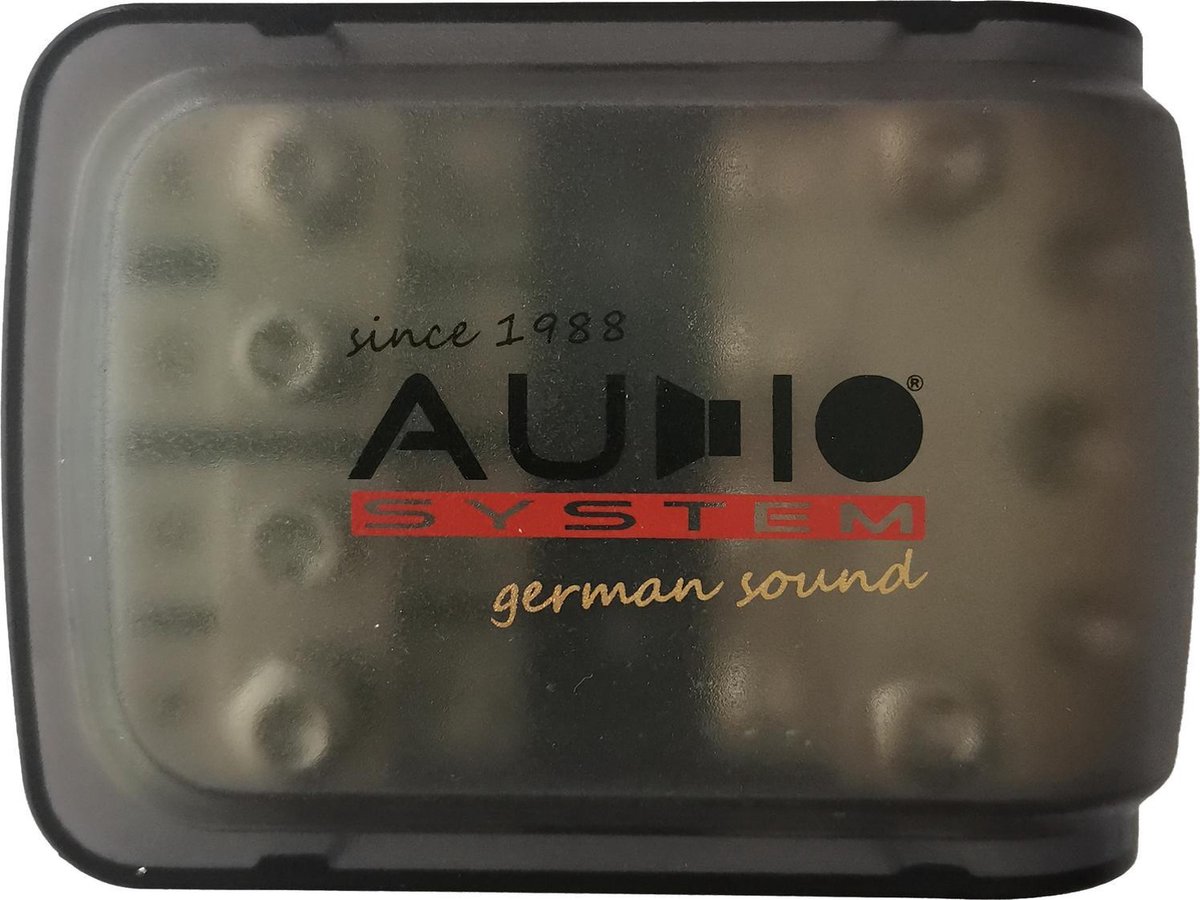 since 1988
AUDIO®
SYSTEM
german sound